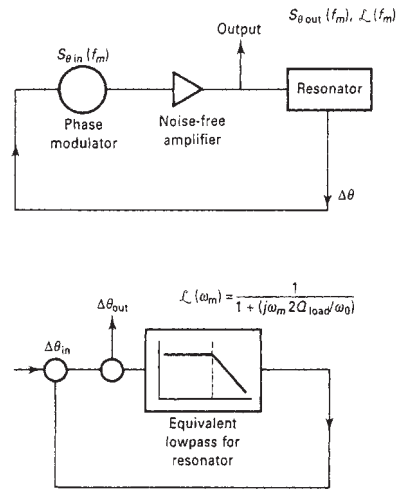 S_θ out (f_m), ℒ(f_m)
Output
S_θ in (f_m)
Resonator
Phase
modulator
Noise-free
amplifier
Δθ
ℒ(ω_m) = 1 / (1 + (jω_m 2Q_load/ω_0))
Δθ_out
Δθ_in
Equivalent
lowpass for
resonator